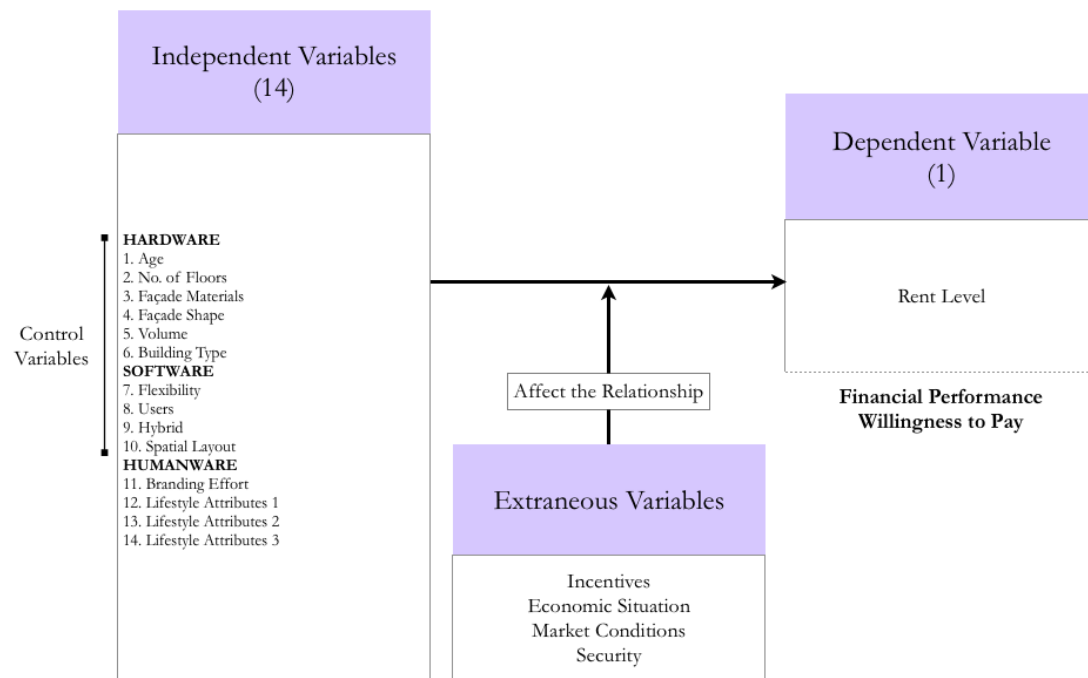 Independent Variables
(14)
Control
Variables
HARDWARE
1. Age
2. No. of Floors
3. Façade Materials
4. Façade Shape
5. Volume
6. Building Type
SOFTWARE
7. Flexibility
8. Users
9. Hybrid
10. Spatial Layout
HUMANWARE
11. Branding Effort
12. Lifestyle Attributes 1
13. Lifestyle Attributes 2
14. Lifestyle Attributes 3
Affect the Relationship
Extraneous Variables
Incentives
Economic Situation
Market Conditions
Security
Dependent Variable
(1)
Rent Level
Financial Performance
Willingness to Pay